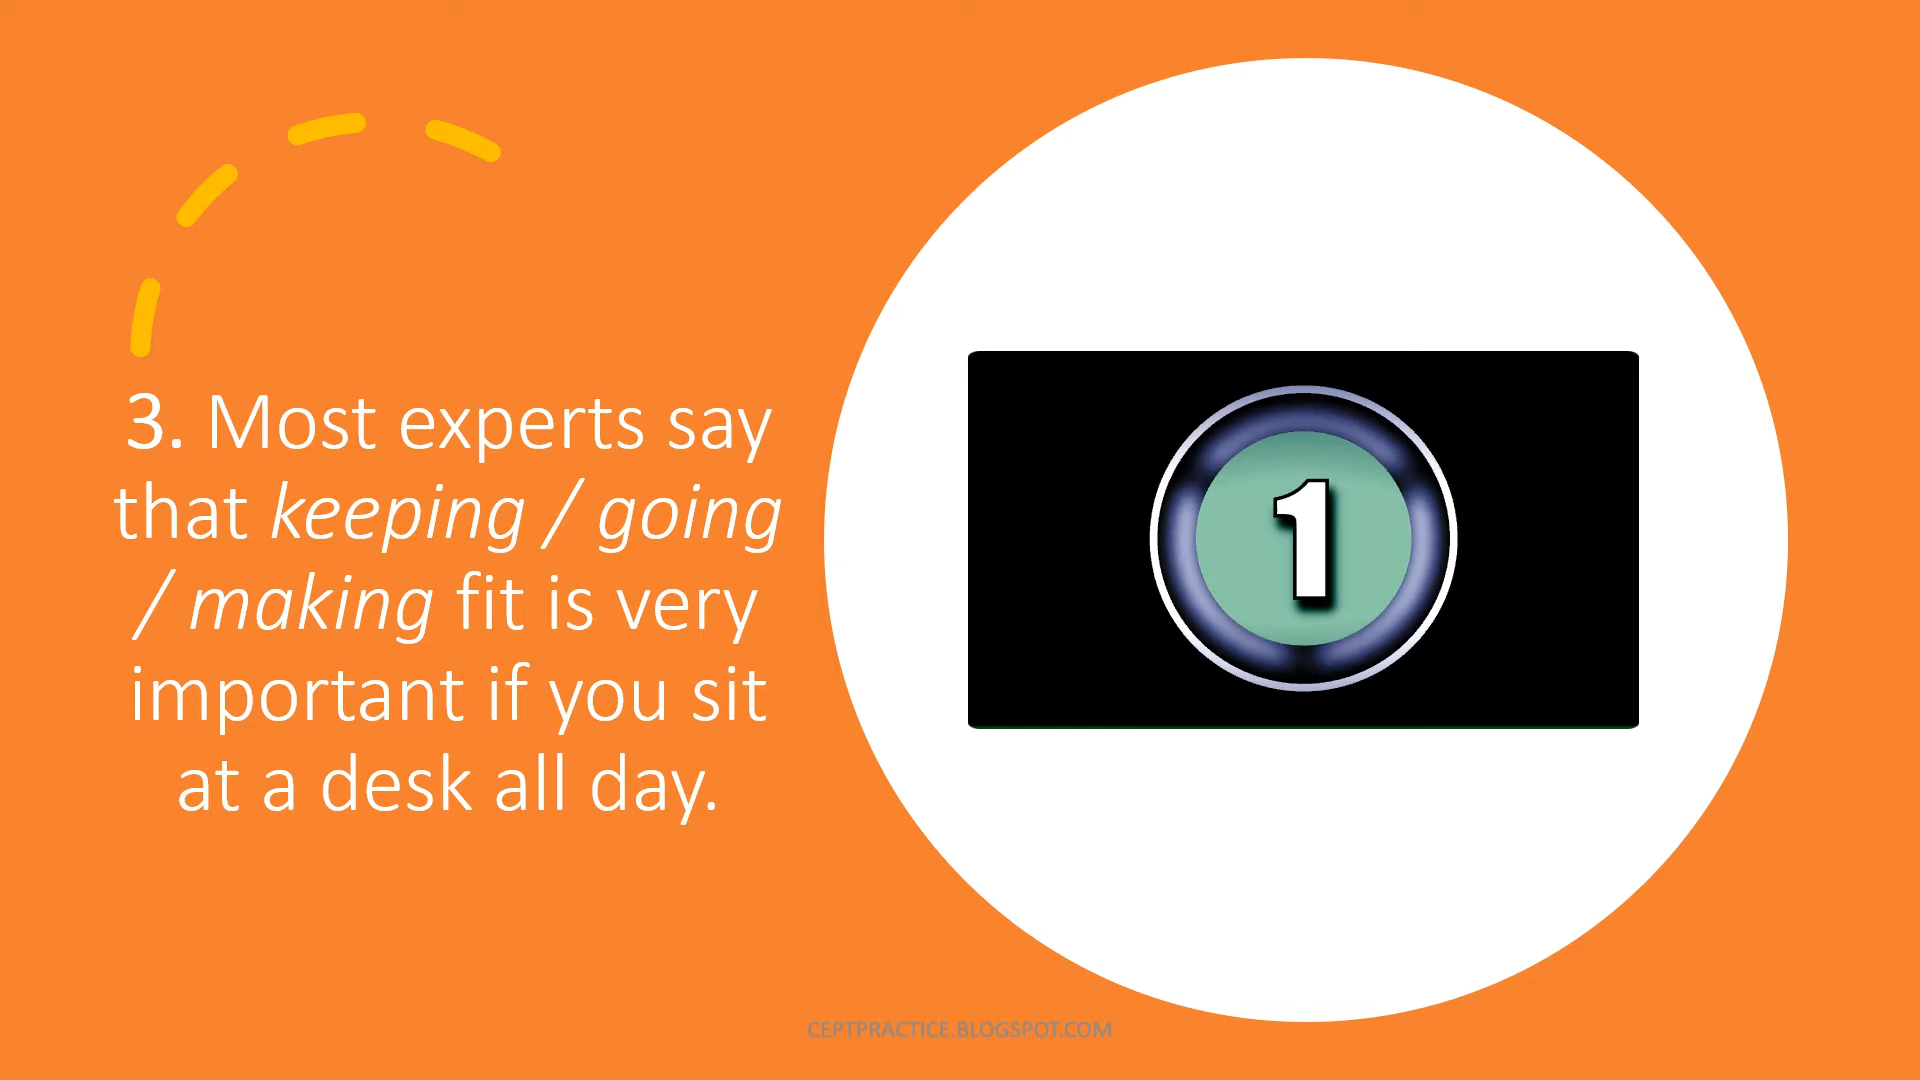 3. Most experts say
that keeping / going
/ making fit is very
important if you sit
at a desk all day.
1
CEPTPRACTICE.BLOGSPOT.COM